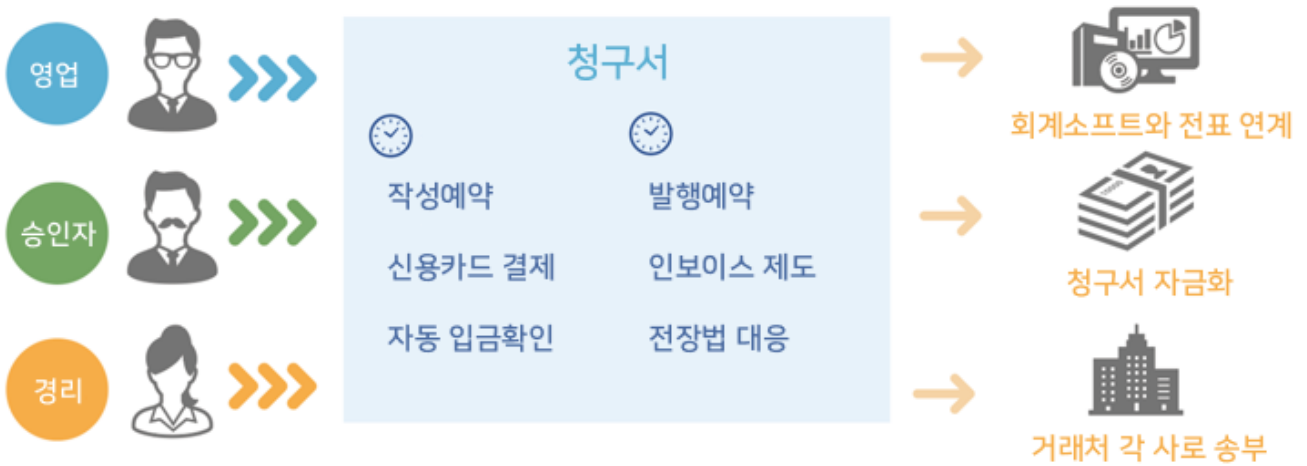 영업
승인자
경리
청구서
작성예약
발행예약
신용카드 결제
인보이스 제도
자동 입금확인
전장법 대응
회계소프트와 전표 연계
청구서 자금화
거래처 각 사로 송부